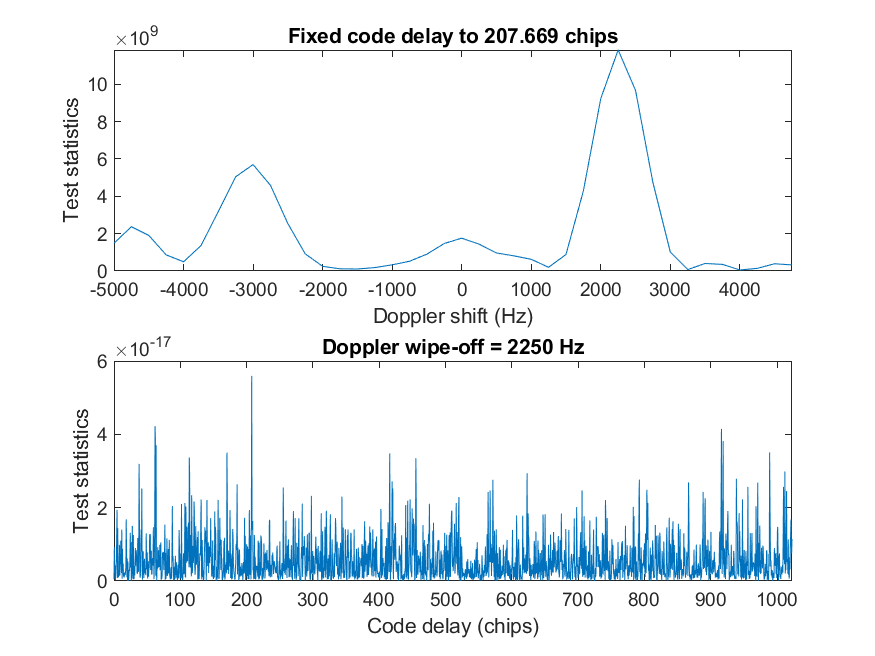 ×10^9
Fixed code delay to 207.669 chips
10
8
6
4
2
0
Test statistics
-5000 -4000 -3000 -2000 -1000 0 1000 2000 3000 4000
Doppler shift (Hz)
×10^-17
Doppler wipe-off = 2250 Hz
6
4
2
0
Test statistics
0 100 200 300 400 500 600 700 800 900 1000
Code delay (chips)